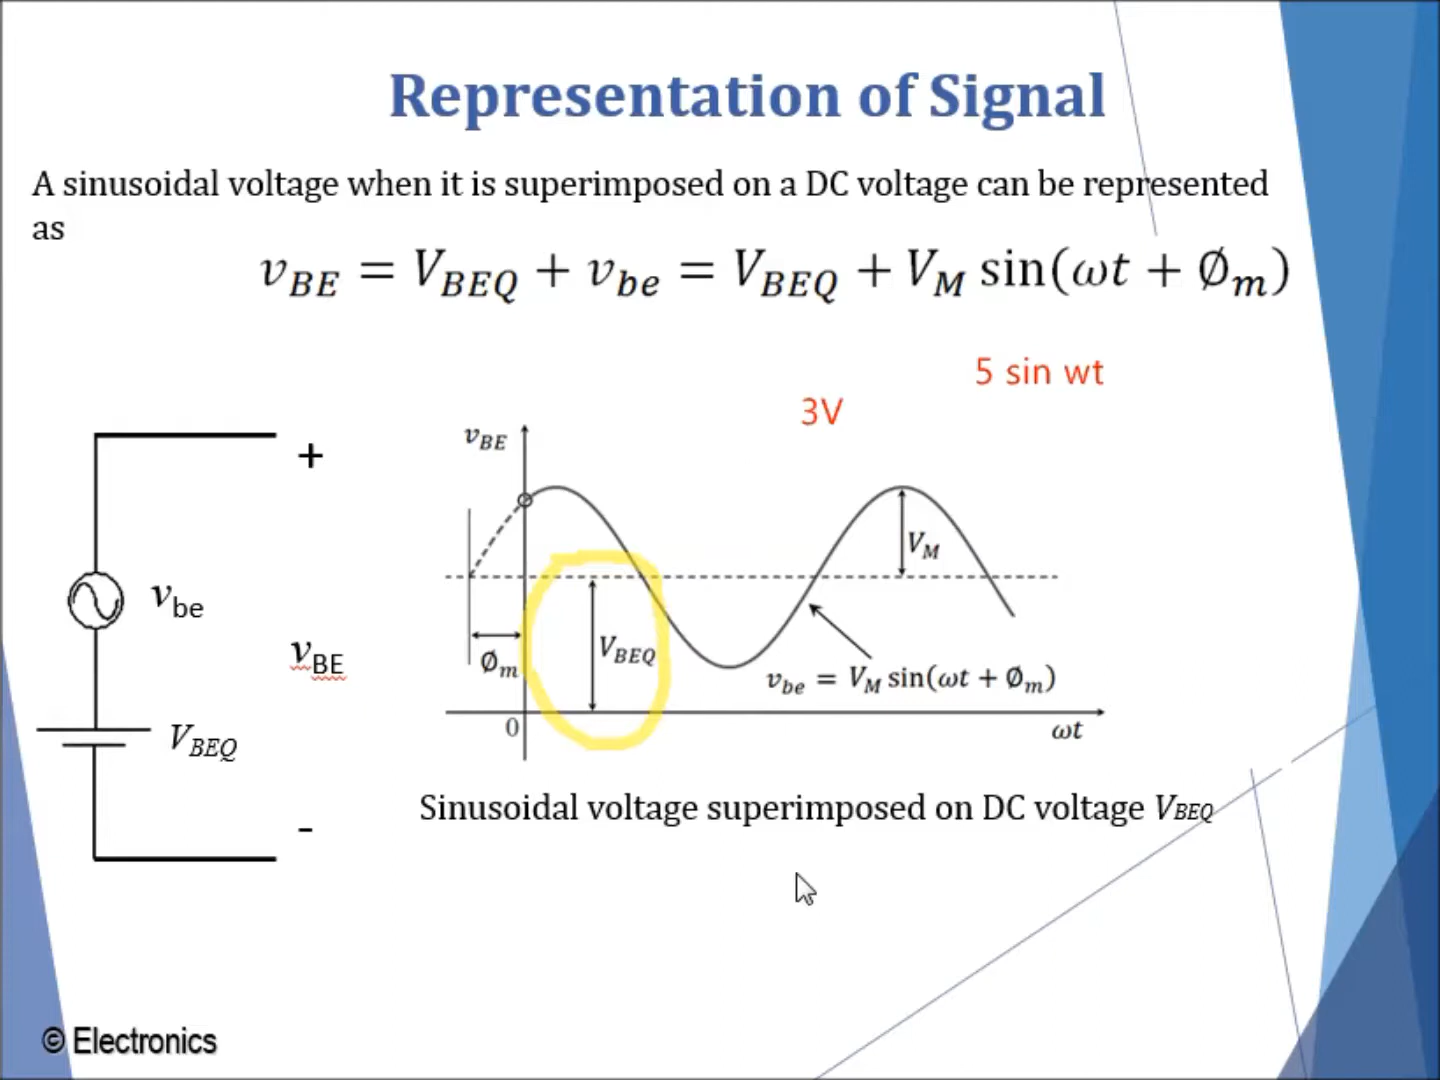 Representation of Signal
A sinusoidal voltage when it is superimposed on a DC voltage can be represented
as
v_BE = V_BEQ + v_be = V_BEQ + V_M sin(ωt + Ø_m)
5 sin wt
3V
+
v_be
v_BE
V_BEQ
-
v_BE
V_M
V_BEQ
Ø_m
v_be = V_M sin(ωt + Ø_m)
0
ωt
Sinusoidal voltage superimposed on DC voltage V_BEQ
© Electronics